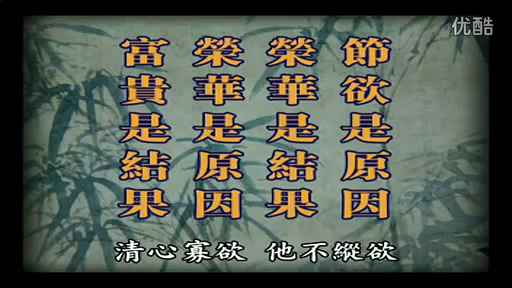 优酷
節欲是原因
榮華是結果
榮華是原因
富貴是結果
清心寡欲 他不縱欲